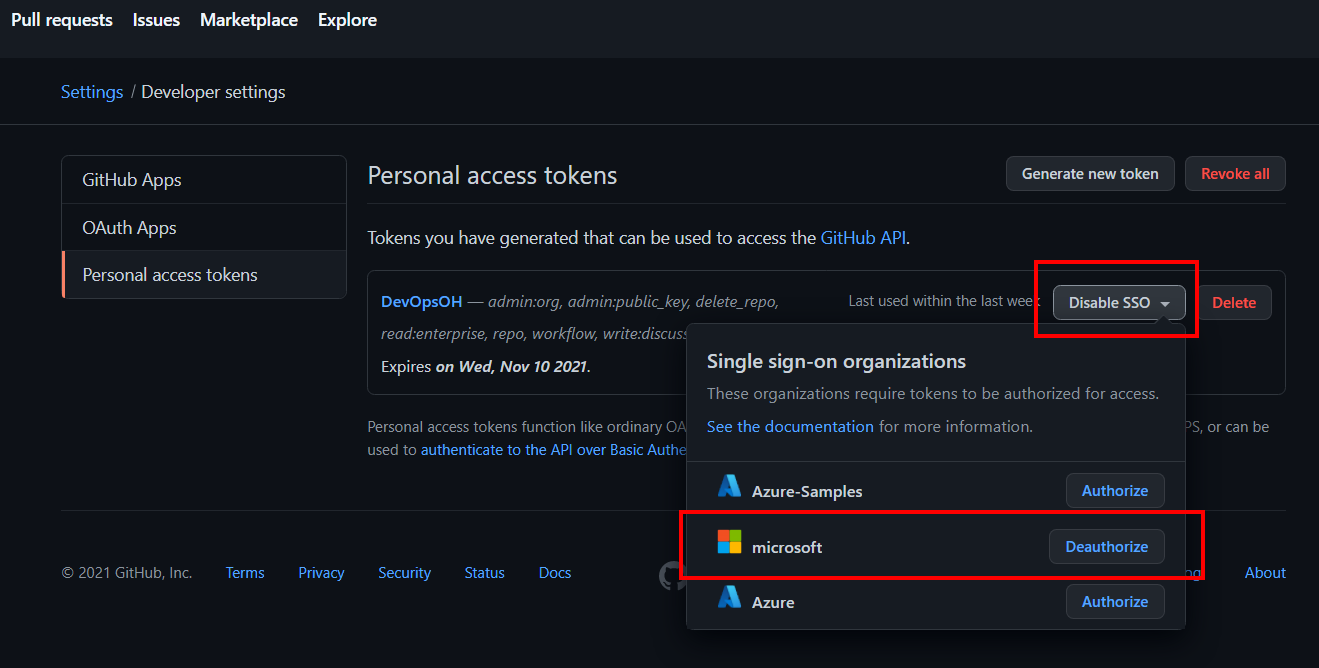 Pull requests Issues Marketplace Explore
Settings / Developer settings
GitHub Apps
OAuth Apps
Personal access tokens
Personal access tokens
Generate new token
Revoke all
Tokens you have generated that can be used to access the GitHub API.
DevOpsOH — admin:org, admin:public_key, delete_repo,
read:enterprise, repo, workflow, write:discuss
Expires on Wed, Nov 10 2021.
Last used within the last week
Disable SSO
Delete
Single sign-on organizations
These organizations require tokens to be authorized for access.
See the documentation for more information.
Azure-Samples Authorize
microsoft Deauthorize
Azure Authorize
Personal access tokens function like ordinary OA PS, or can be
used to authenticate to the API over Basic Authe
© 2021 GitHub, Inc. Terms Privacy Security Status Docs About